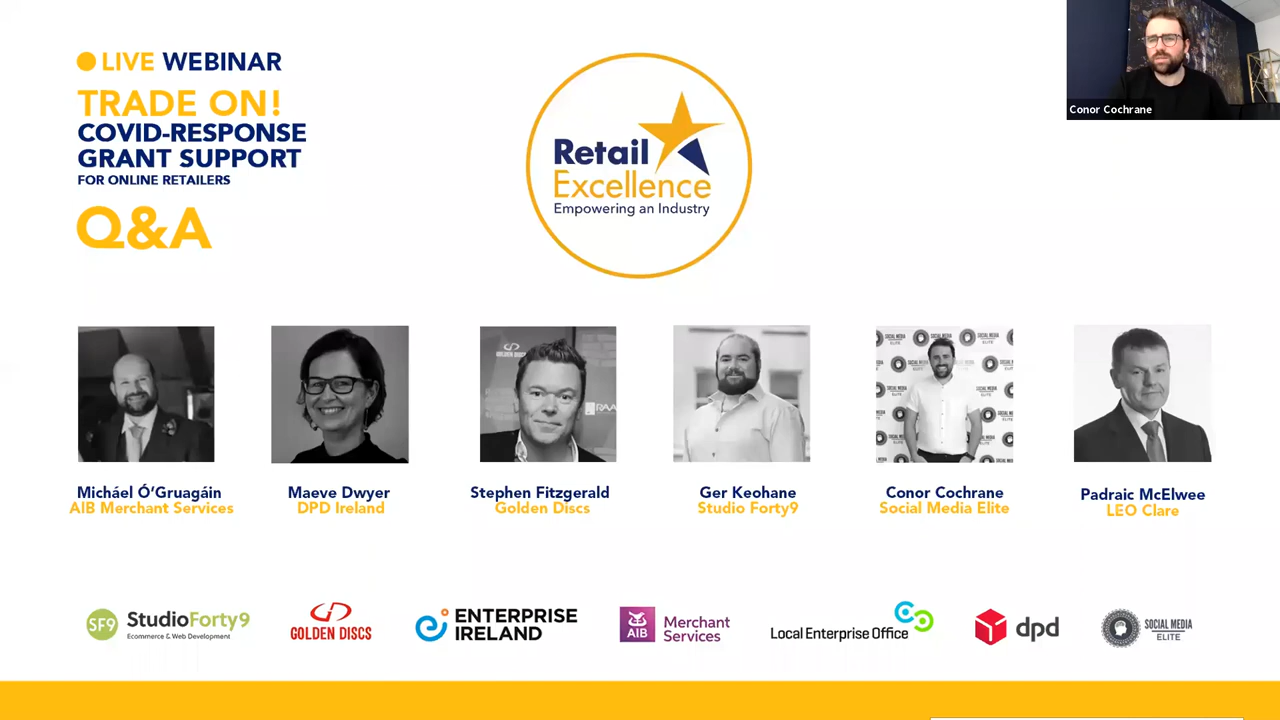 LIVE WEBINAR
TRADE ON!
COVID-RESPONSE
GRANT SUPPORT
FOR ONLINE RETAILERS
Q&A
Retail
Excellence
Empowering an Industry
Conor Cochrane
Micháel Ó'Gruagáin
AIB Merchant Services
Maeve Dwyer
DPD Ireland
Stephen Fitzgerald
Golden Discs
Ger Keohane
Studio Forty9
Conor Cochrane
Social Media Elite
Padraic McElwee
LEO Clare
SF9
StudioForty9
Ecommerce & Web Development
GOLDEN DISCS
ENTERPRISE
IRELAND
AIB
Merchant
Services
Local Enterprise Office
dpd
SOCIAL MEDIA
ELITE